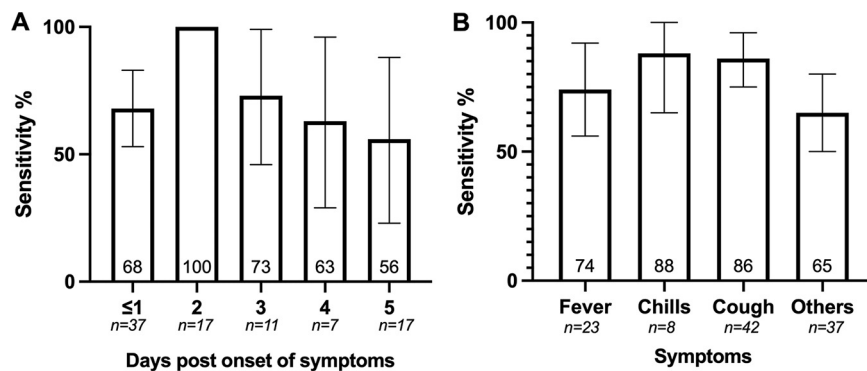 A
Sensitivity %
100
50
0
68
100
73
63
56
≤1
2
3
4
5
n=37
n=17
n=11
n=7
n=17
Days post onset of symptoms
B
Sensitivity %
100
50
0
74
88
86
65
Fever
Chills
Cough
Others
n=23
n=8
n=42
n=37
Symptoms